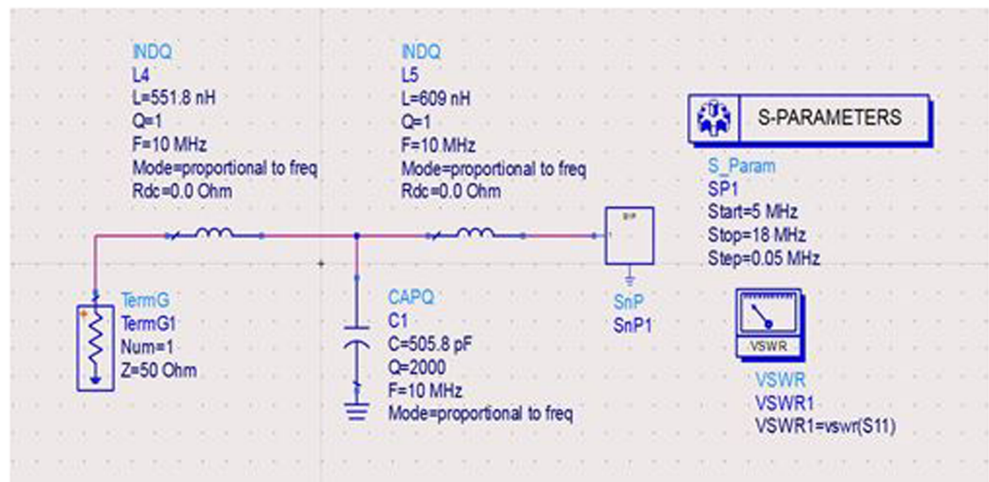 INDQ
L4
L=551.8 nH
Q=1
F=10 MHz
Mode=proportional to freq
Rdc=0.0 Ohm
INDQ
L5
L=609 nH
Q=1
F=10 MHz
Mode=proportional to freq
Rdc=0.0 Ohm
S-PARAMETERS
S_Param
SP1
Start=5 MHz
Stop=18 MHz
Step=0.05 MHz
TermG
TermG1
Num=1
Z=50 Ohm
CAPQ
C1
C=505.8 pF
Q=2000
F=10 MHz
Mode=proportional to freq
1
SnP
SnP1
VSWR
VSWR
VSWR1
VSWR1=vswr(S11)